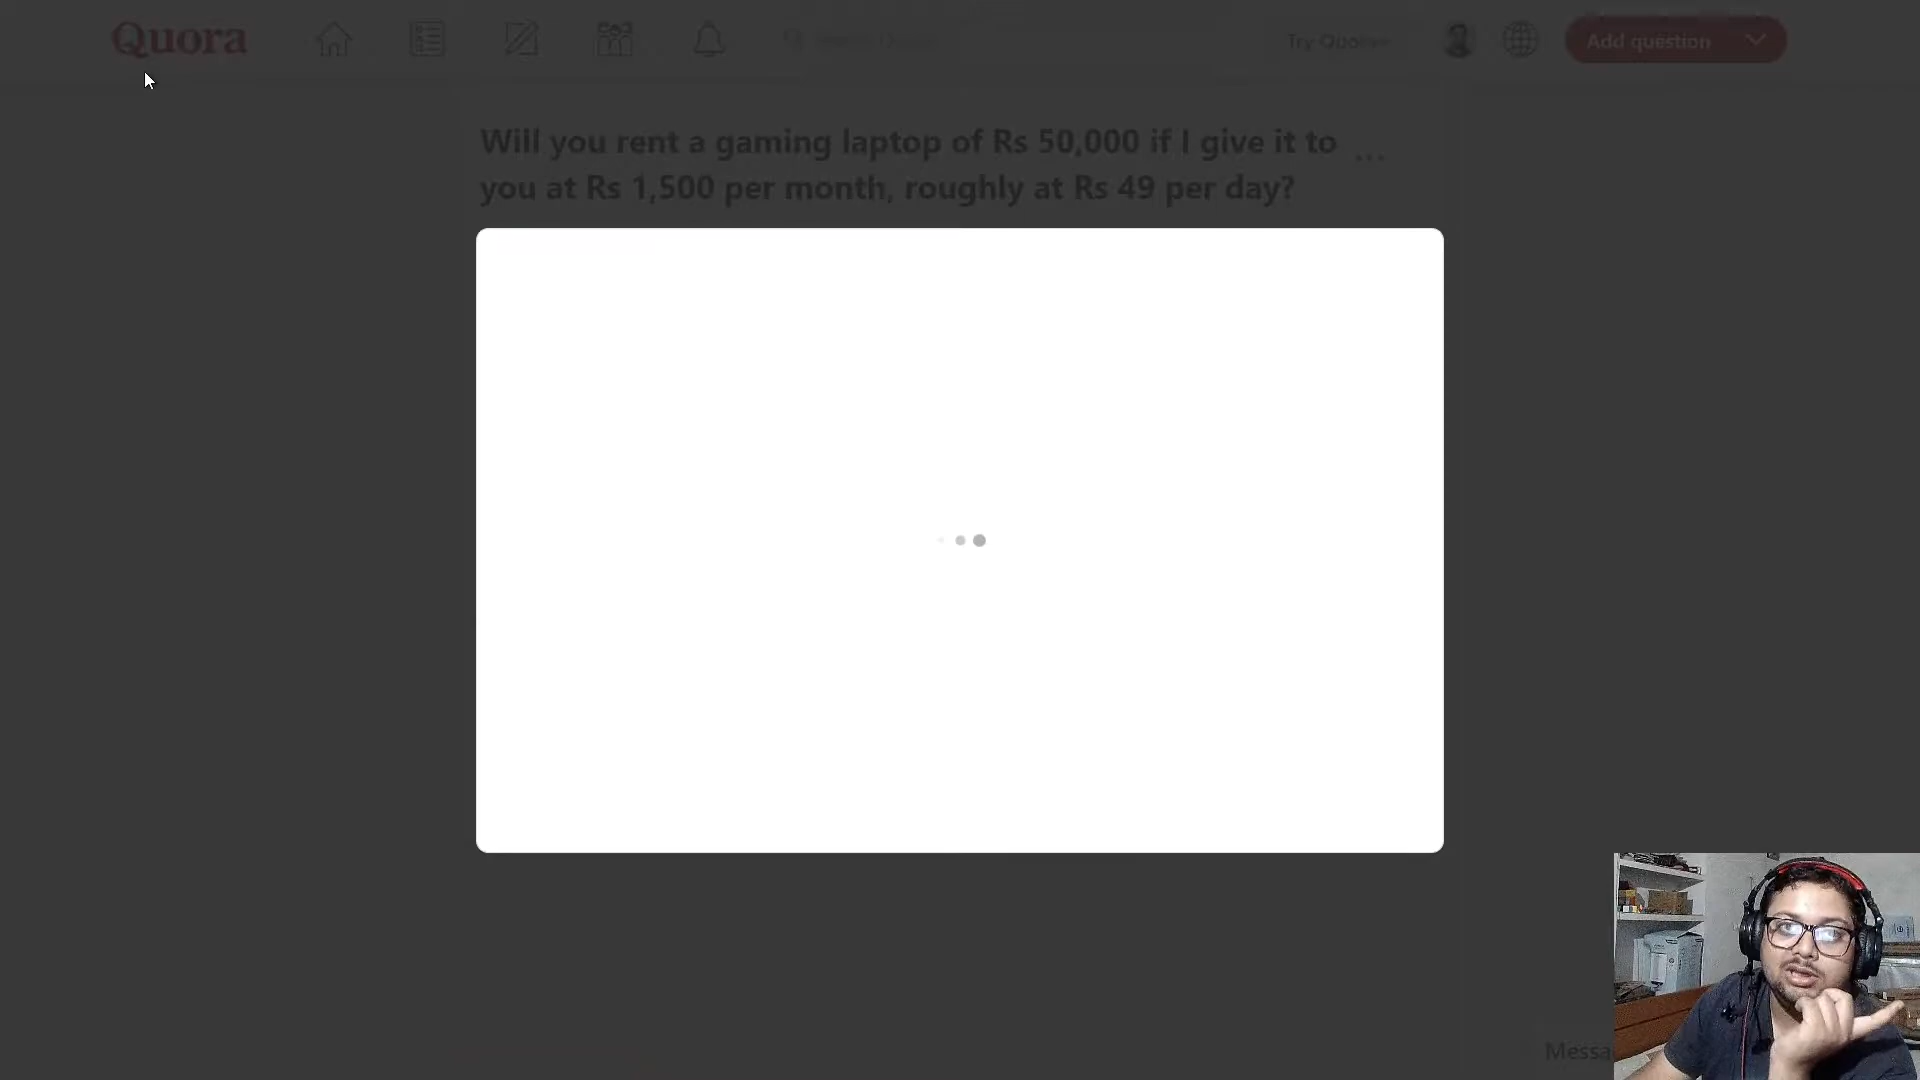 Quora
Try Quora+
Add question
Will you rent a gaming laptop of Rs 50,000 if I give it to
you at Rs 1,500 per month, roughly at Rs 49 per day?
Messa